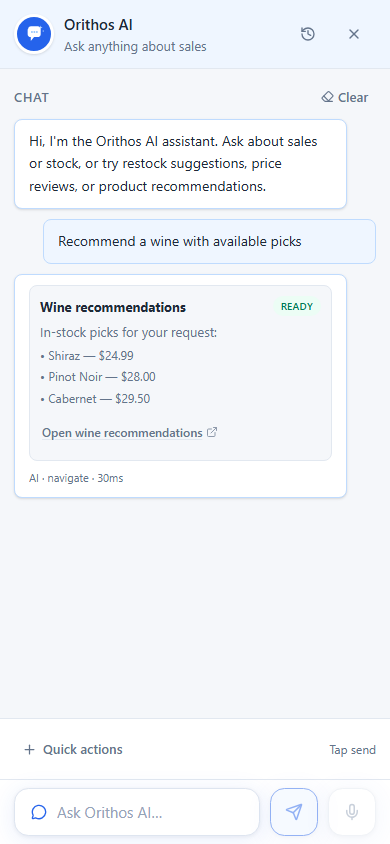 Orithos AI
Ask anything about sales
CHAT
Clear
Hi, I'm the Orithos AI assistant. Ask about sales
or stock, or try restock suggestions, price
reviews, or product recommendations.
Recommend a wine with available picks
Wine recommendations
READY
In-stock picks for your request:
• Shiraz — $24.99
• Pinot Noir — $28.00
• Cabernet — $29.50
Open wine recommendations
AI · navigate · 30ms
Quick actions
Tap send
Ask Orithos AI...